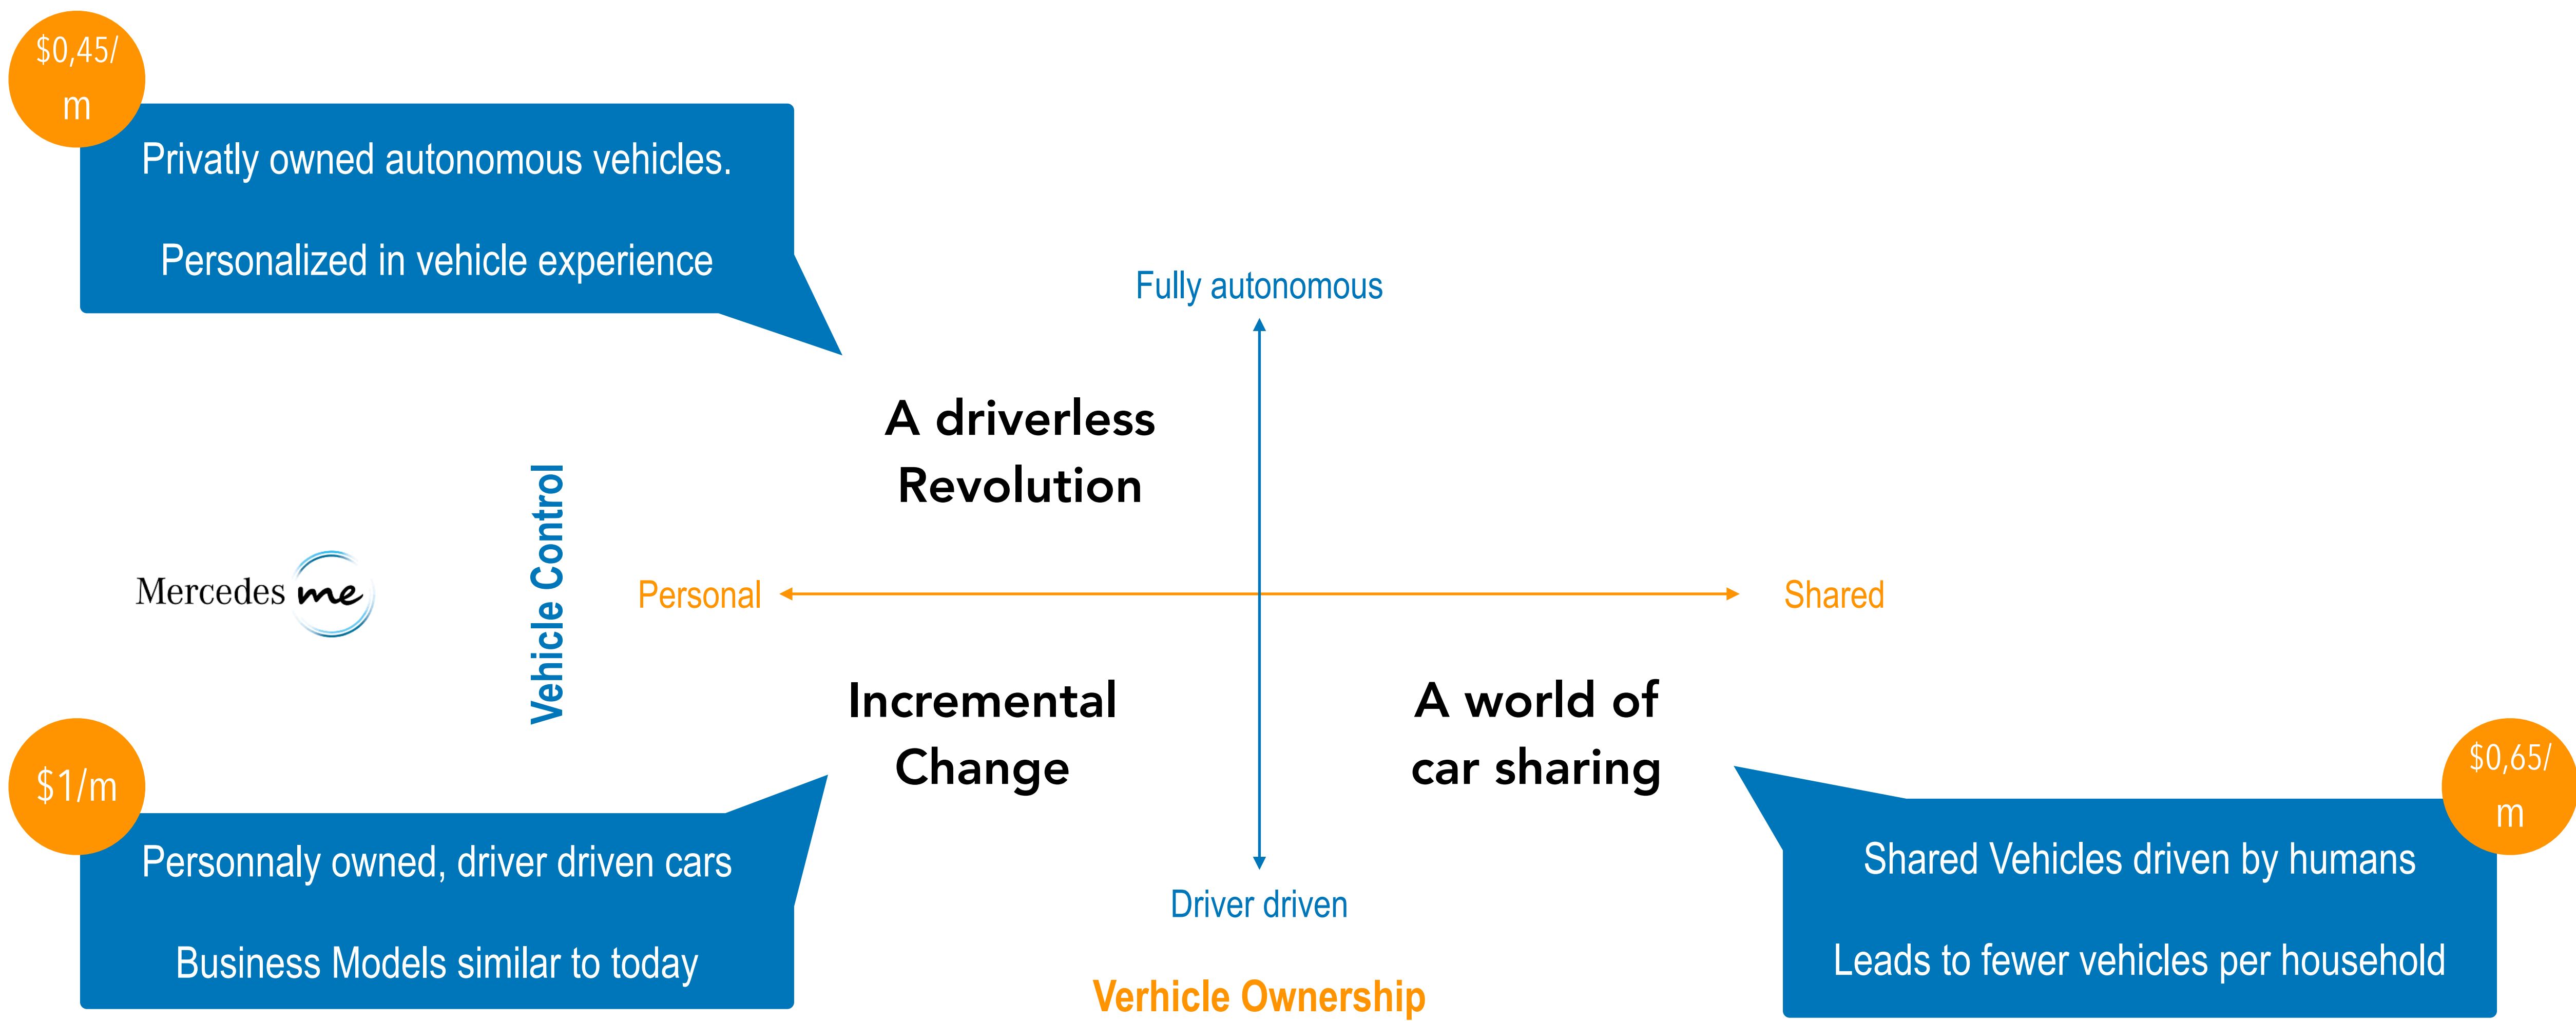 $0,45/
m
Privatly owned autonomous vehicles.
Personalized in vehicle experience
Fully autonomous
A driverless
Revolution
Vehicle Control
Mercedes me
Personal
Shared
Incremental
Change
A world of
car sharing
$1/m
$0,65/
m
Personnaly owned, driver driven cars
Business Models similar to today
Driver driven
Shared Vehicles driven by humans
Leads to fewer vehicles per household
Verhicle Ownership